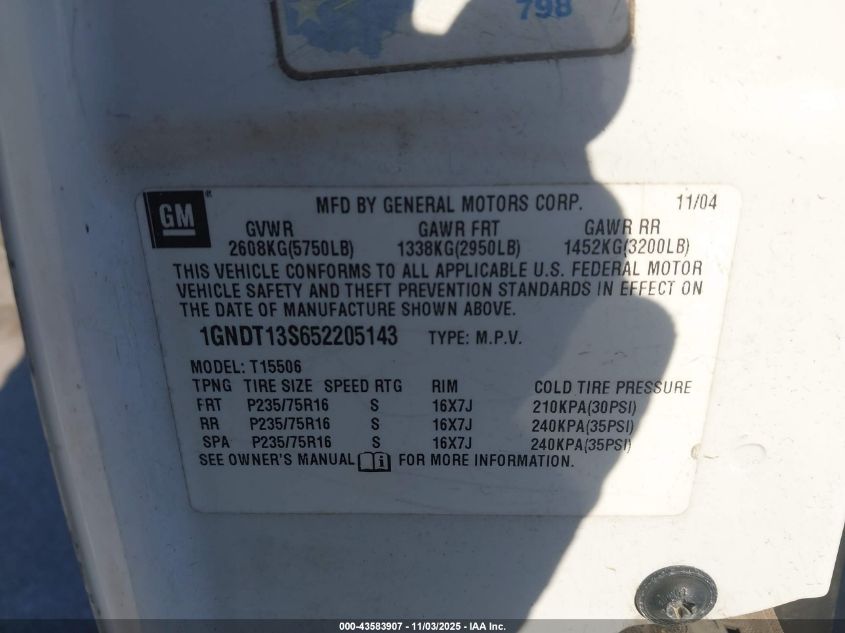 798
GM
MFD BY GENERAL MOTORS CORP. 11/04
GVWR GAWR FRT GAWR RR
2608KG(5750LB) 1338KG(2950LB) 1452KG(3200LB)
THIS VEHICLE CONFORMS TO ALL APPLICABLE U.S. FEDERAL MOTOR
VEHICLE SAFETY AND THEFT PREVENTION STANDARDS IN EFFECT ON
THE DATE OF MANUFACTURE SHOWN ABOVE.
1GNDT13S652205143 TYPE: M.P.V.
MODEL: T15506
TPNG TIRE SIZE SPEED RTG RIM COLD TIRE PRESSURE
FRT P235/75R16 S 16X7J 210KPA(30PSI)
RR P235/75R16 S 16X7J 240KPA(35PSI)
SPA P235/75R16 S 16X7J 240KPA(35PSI)
SEE OWNER'S MANUAL FOR MORE INFORMATION.
000-43583907 - 11/03/2025 - IAA Inc.